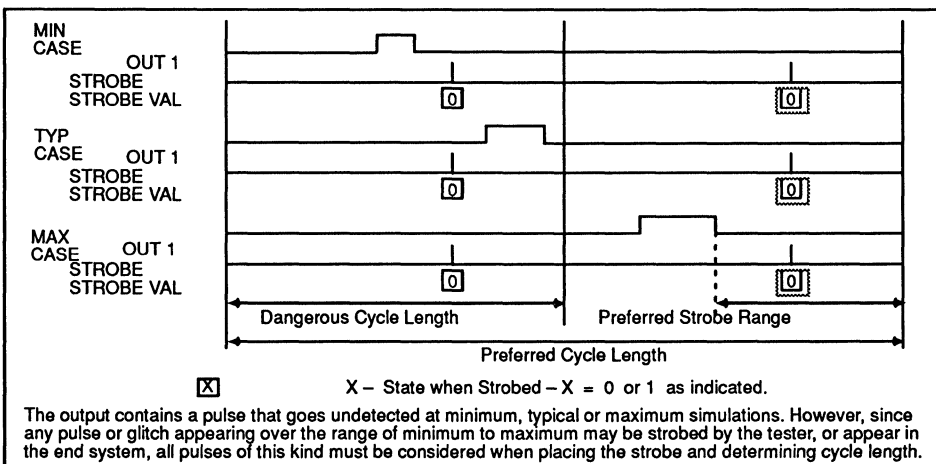 MIN
CASE
OUT 1
STROBE
STROBE VAL
0
0
TYP
CASE
OUT 1
STROBE
STROBE VAL
0
0
MAX
CASE
OUT 1
STROBE
STROBE VAL
0
0
Dangerous Cycle Length
Preferred Strobe Range
Preferred Cycle Length
X
X – State when Strobed – X = 0 or 1 as indicated.
The output contains a pulse that goes undetected at minimum, typical or maximum simulations. However, since
any pulse or glitch appearing over the range of minimum to maximum may be strobed by the tester, or appear in
the end system, all pulses of this kind must be considered when placing the strobe and determining cycle length.